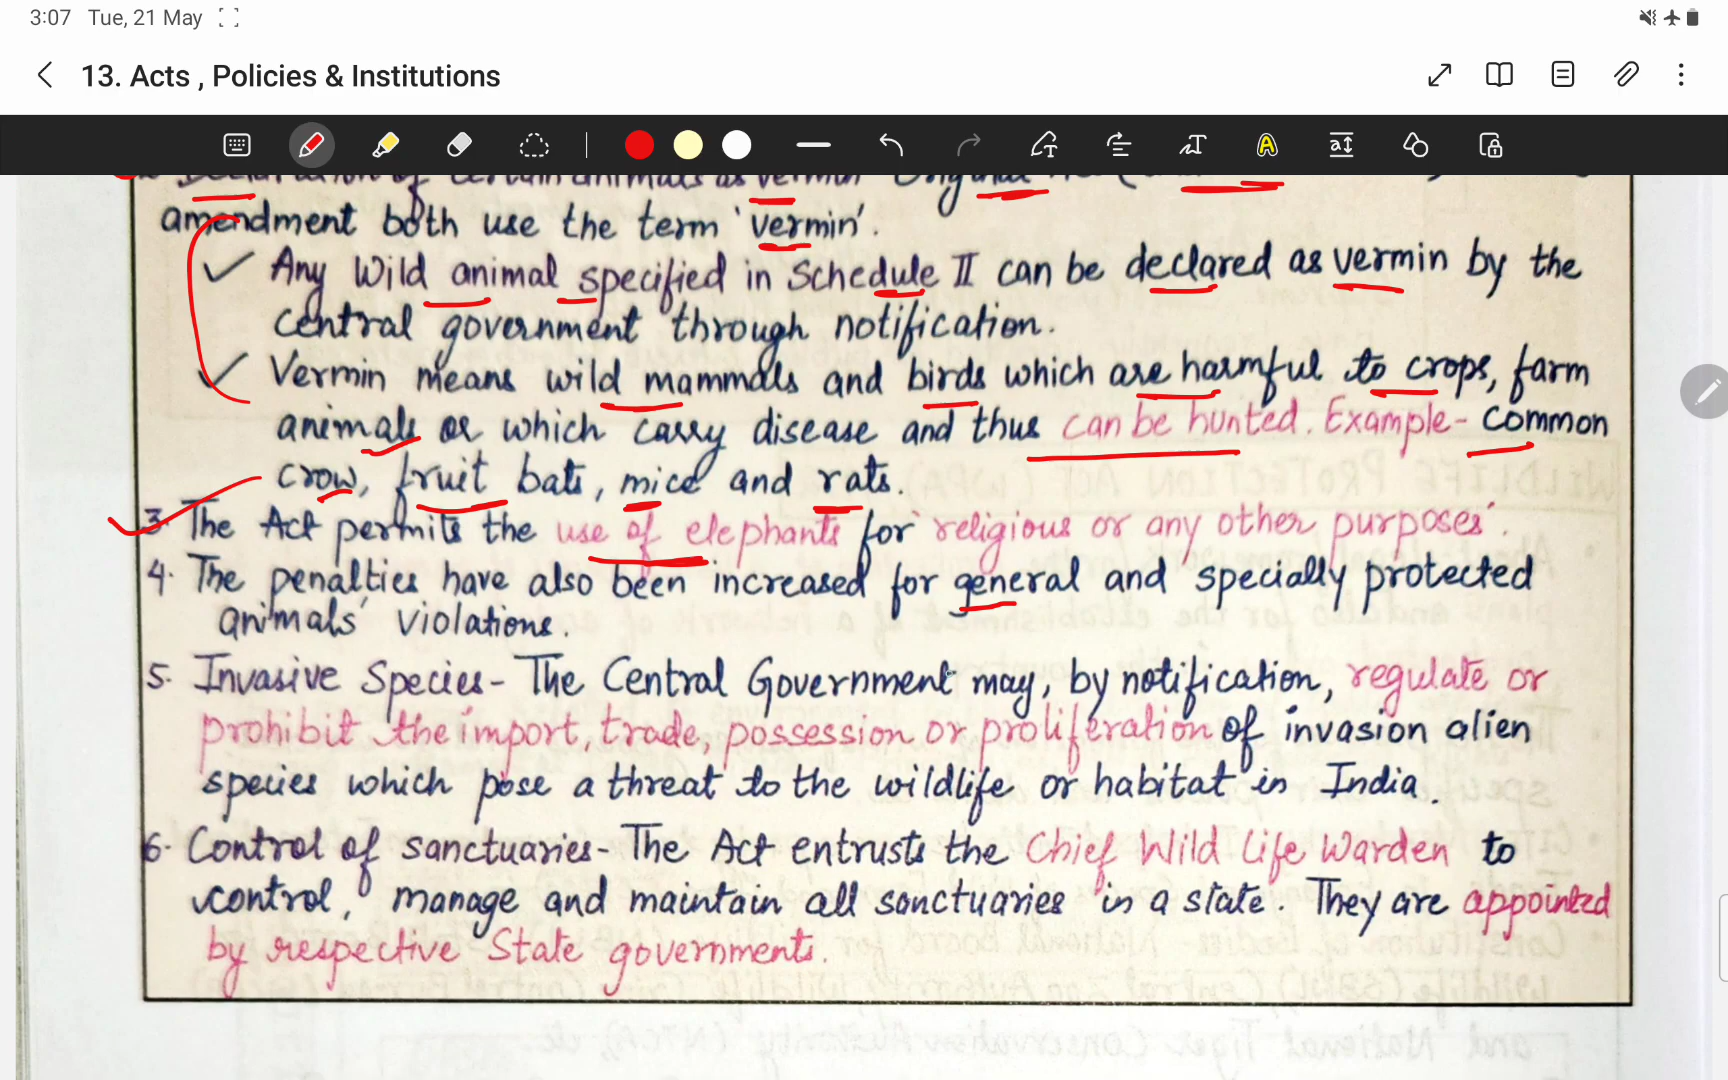 3:07 Tue, 21 May
13. Acts , Policies & Institutions
Declaration of certain animals as vermin Original
amendment both use the term 'vermin'.
✓ Any Wild animal specified in Schedule II can be declared as vermin by the
central government through notification.
✓ Vermin means wild mammals and birds which are harmful to crops, farm
animals or which carry disease and thus can be hunted. Example- Common
crow, fruit bats, mice and rats.
3. The Act permits the use of elephants for 'religious or any other purposes'.
4. The penalties have also been increased for general and specially protected
animals' violations.
5. Invasive Species- The Central Government may, by notification, regulate or
prohibit the import, trade, possession or proliferation of invasion alien
species which pose a threat to the wildlife or habitat in India.
6. Control of sanctuaries- The Act entrusts the Chief Wild Life Warden to
control, manage and maintain all sanctuaries in a state. They are appointed
by respective State governments.